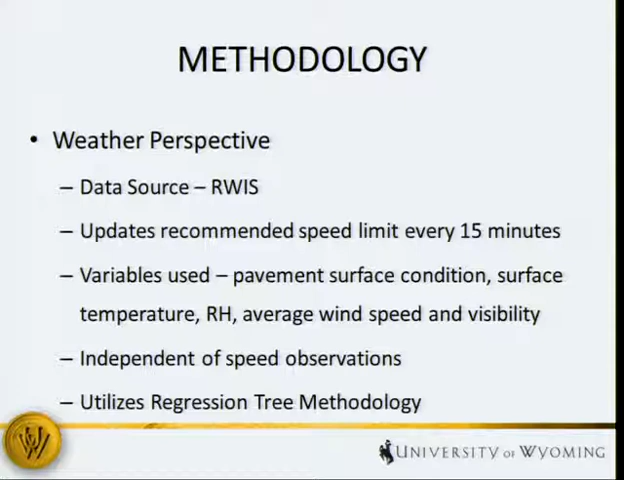 METHODOLOGY
• Weather Perspective
– Data Source – RWIS
– Updates recommended speed limit every 15 minutes
– Variables used – pavement surface condition, surface
temperature, RH, average wind speed and visibility
– Independent of speed observations
– Utilizes Regression Tree Methodology
UNIVERSITY OF WYOMING